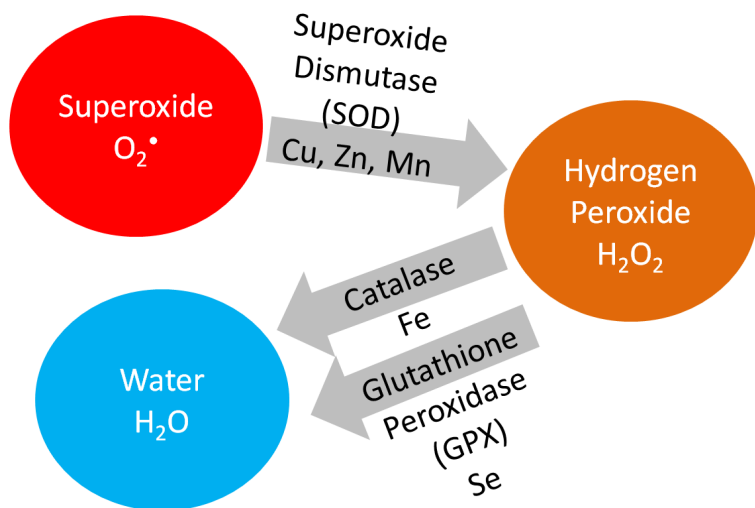 Superoxide
O₂•
Superoxide
Dismutase
(SOD)
Cu, Zn, Mn
Hydrogen
Peroxide
H₂O₂
Catalase
Fe
Glutathione
Peroxidase
(GPX)
Se
Water
H₂O